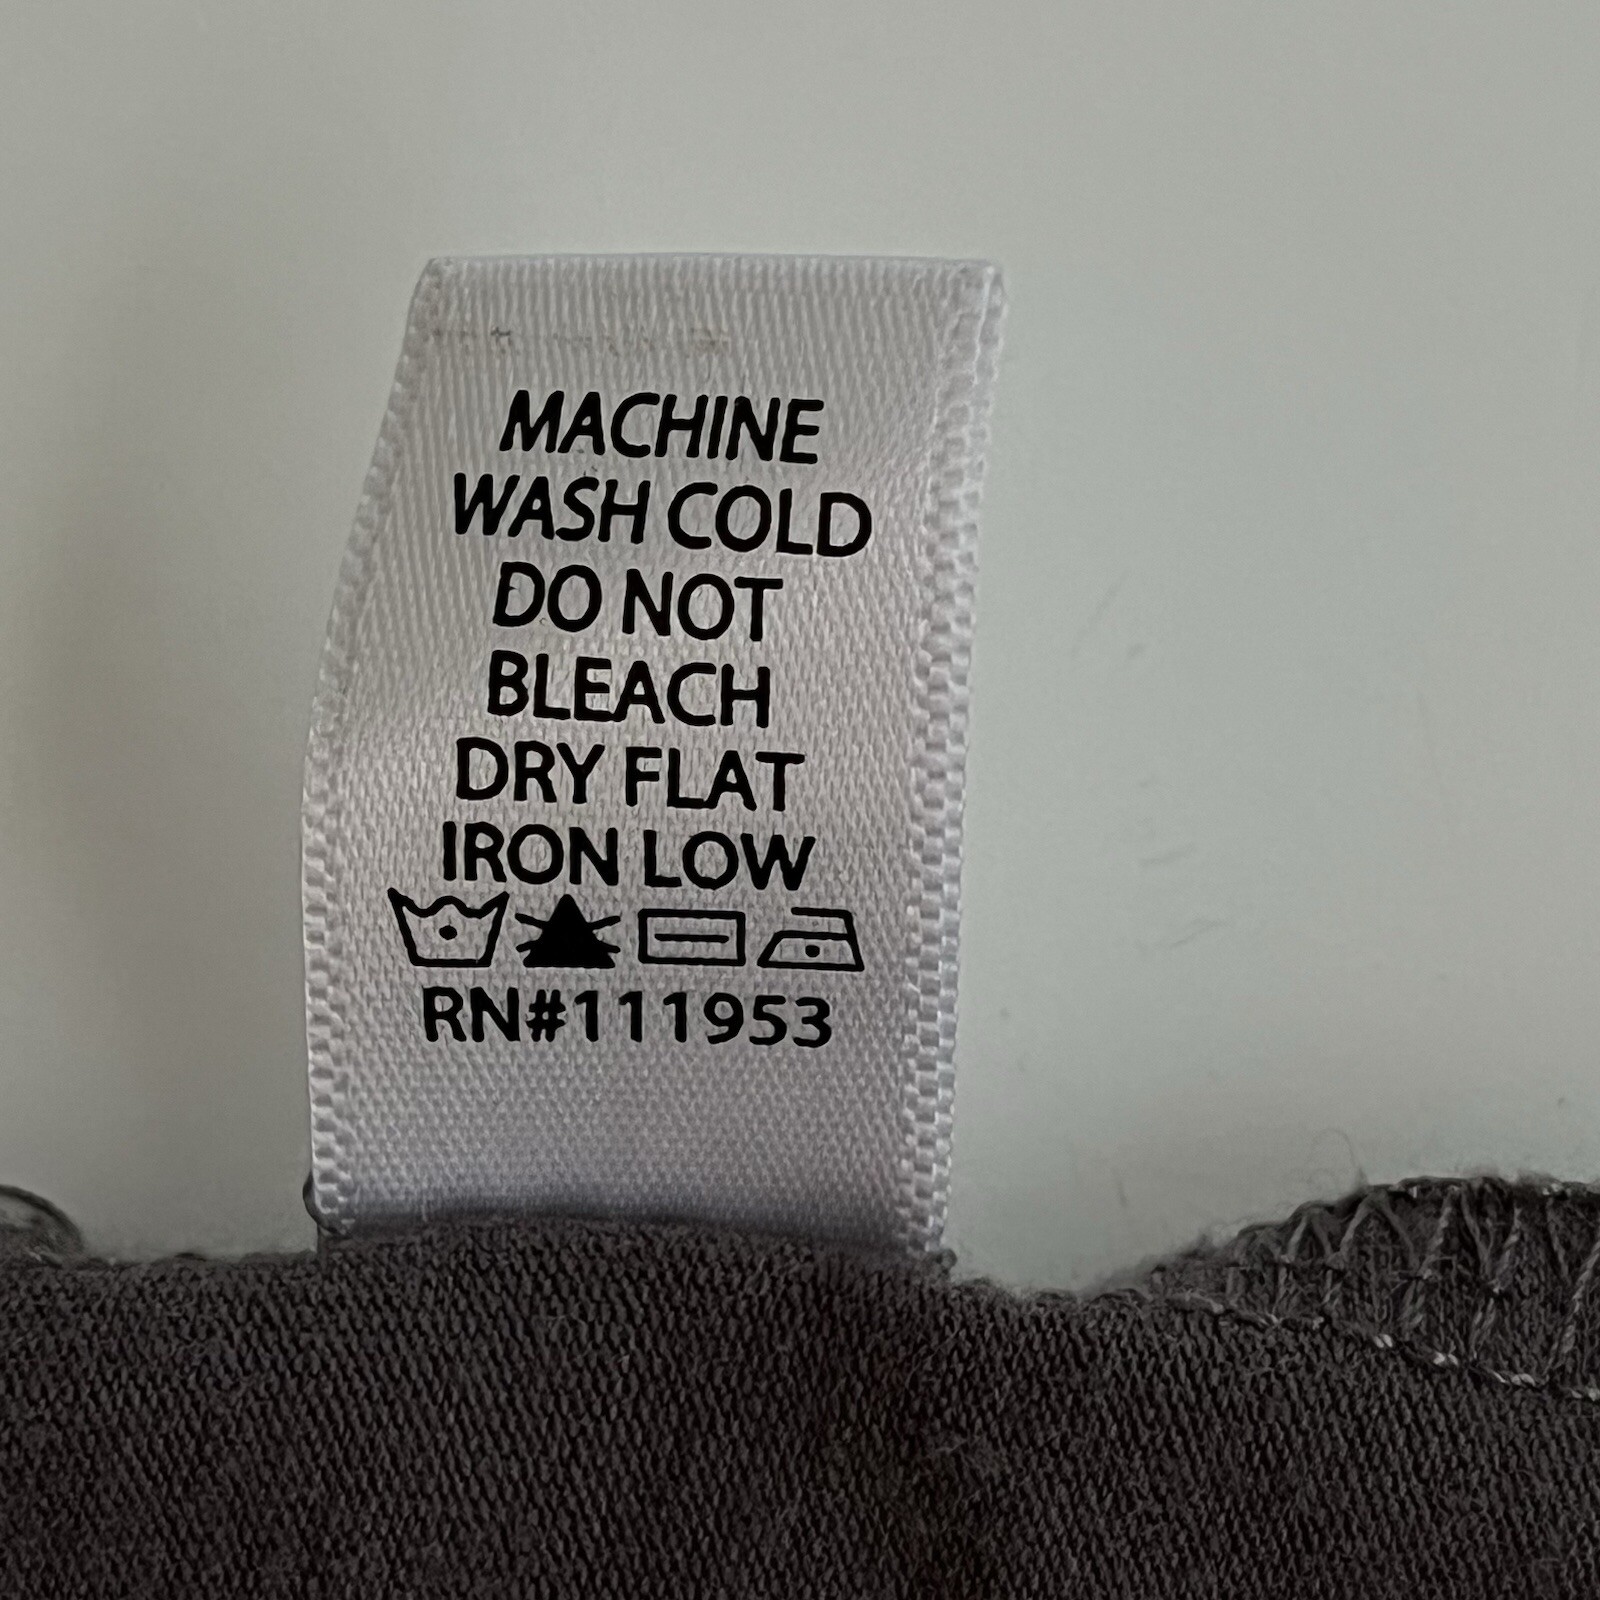 MACHINE
WASH COLD
DO NOT
BLEACH
DRY FLAT
IRON LOW
RN#111953